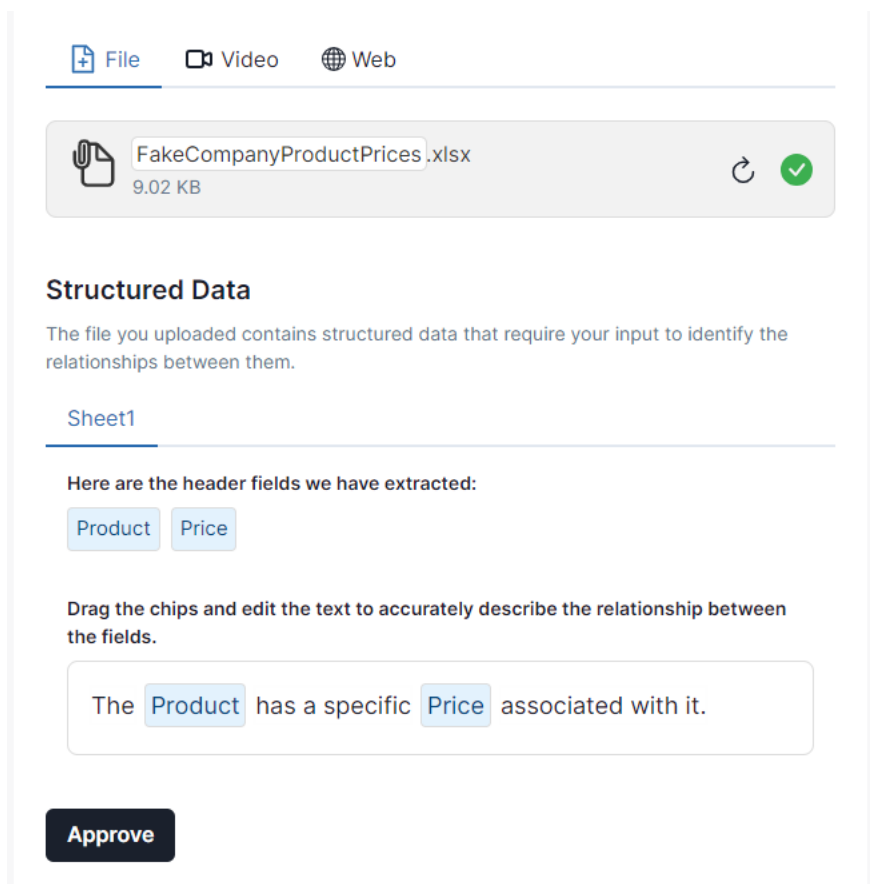 File Video Web
FakeCompanyProductPrices.xlsx
9.02 KB
Structured Data
The file you uploaded contains structured data that require your input to identify the
relationships between them.
Sheet1
Here are the header fields we have extracted:
Product Price
Drag the chips and edit the text to accurately describe the relationship between
the fields.
The Product has a specific Price associated with it.
Approve